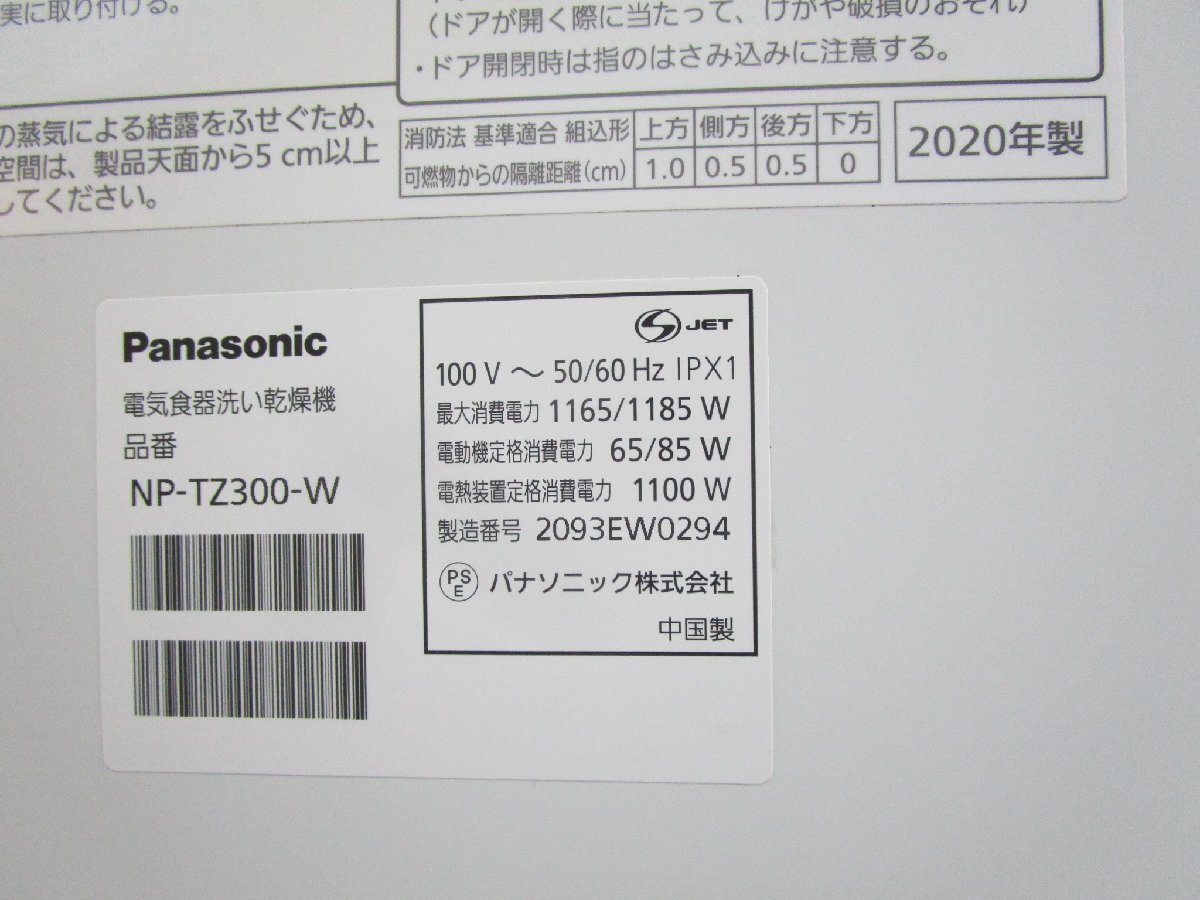 実に取り付ける。
(ドアが開く際に当たって、けがや破損のおそれ)
・ドア開閉時は指のはさみ込みに注意する。
の蒸気による結露をふせぐため、
空間は、製品天面から5 cm以上
してください。
消防法 基準適合 組込形 上方 側方 後方 下方
可燃物からの隔離距離(cm) 1.0 0.5 0.5 0
2020年製
Panasonic
電気食器洗い乾燥機
品番
NP-TZ300-W
S JET
100 V ~ 50/60 Hz IPX1
最大消費電力 1165/1185 W
電動機定格消費電力 65/85 W
電熱装置定格消費電力 1100 W
製造番号 2093EW0294
PS E パナソニック株式会社
中国製